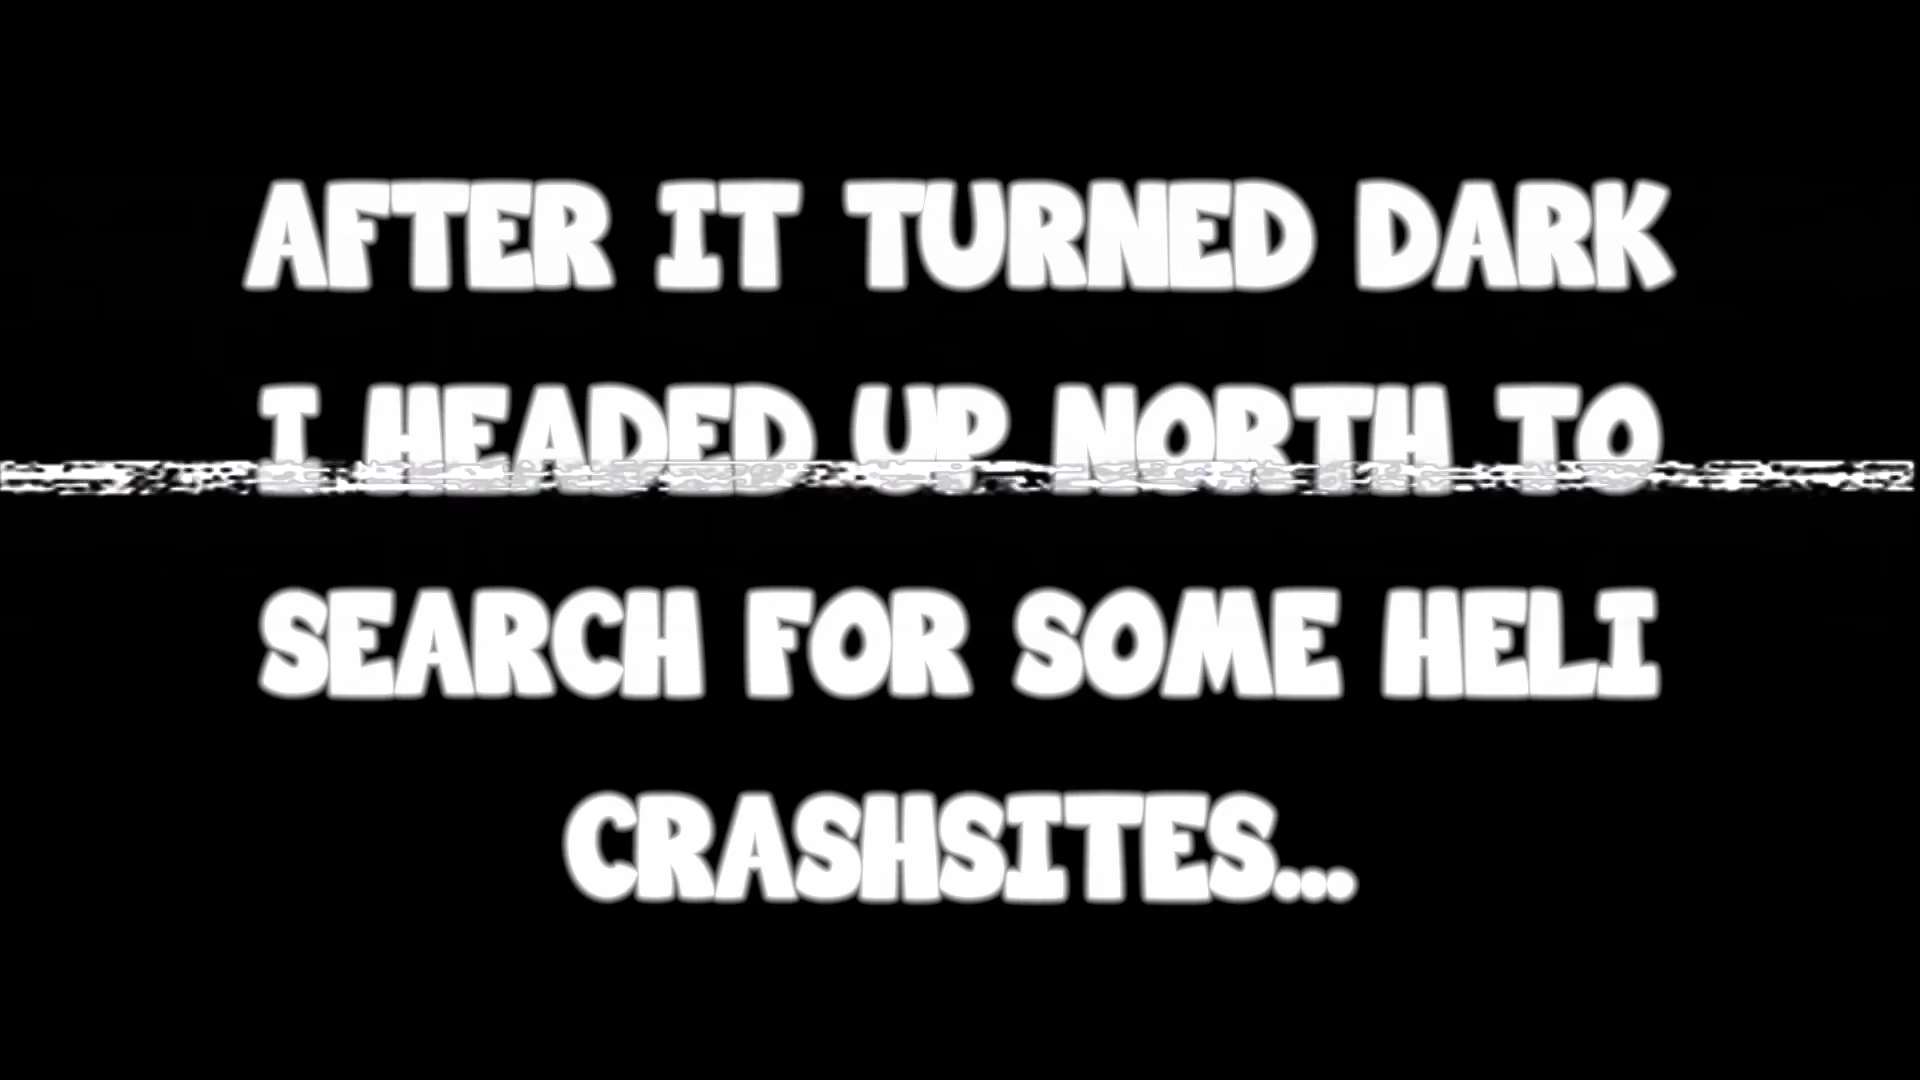 AFTER IT TURNED DARK
I HEADED UP NORTH TO
SEARCH FOR SOME HELI
CRASHSITES...